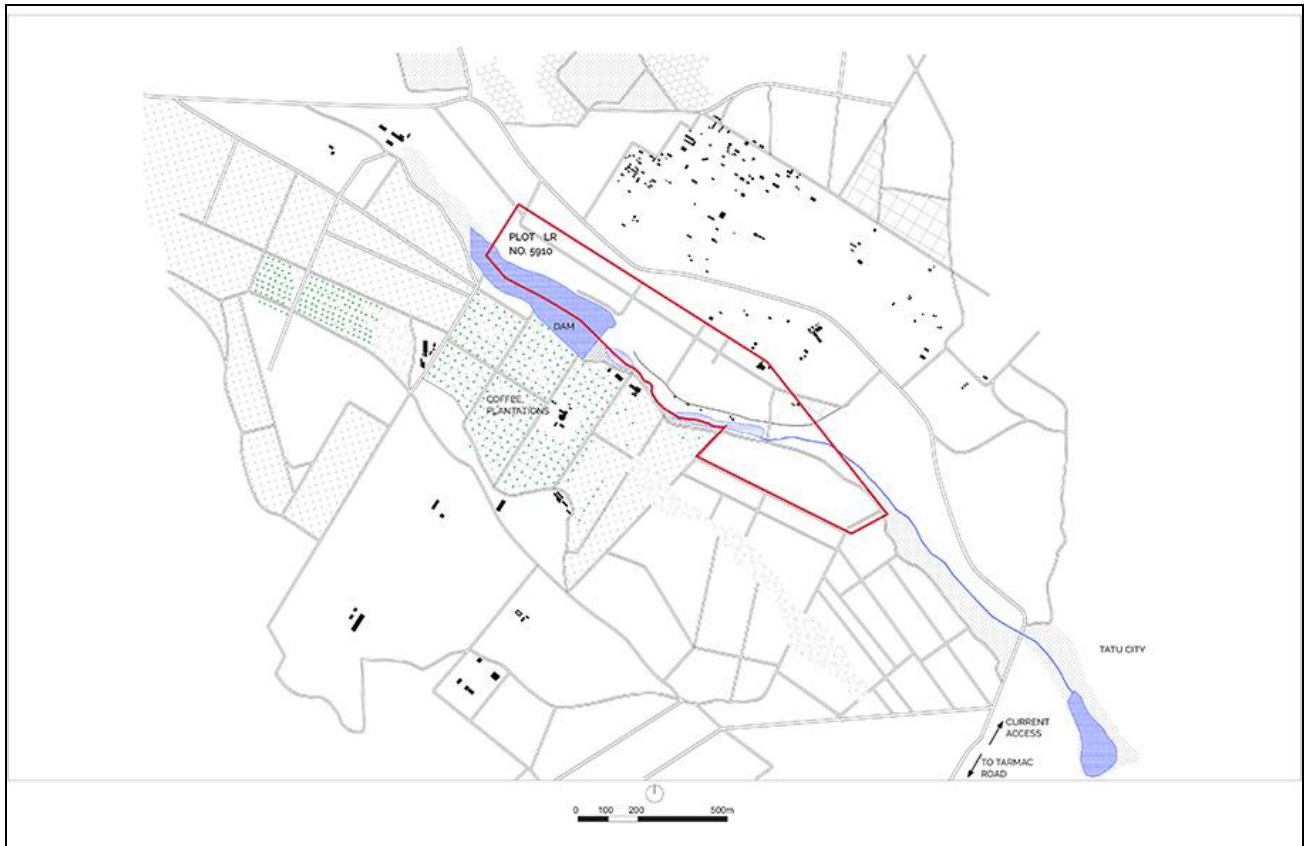 PLOT LR
NO. 5910
DAM
COFFEE
PLANTATIONS
TATU CITY
CURRENT
ACCESS
TO TARMAC
ROAD
0 100 200 500m